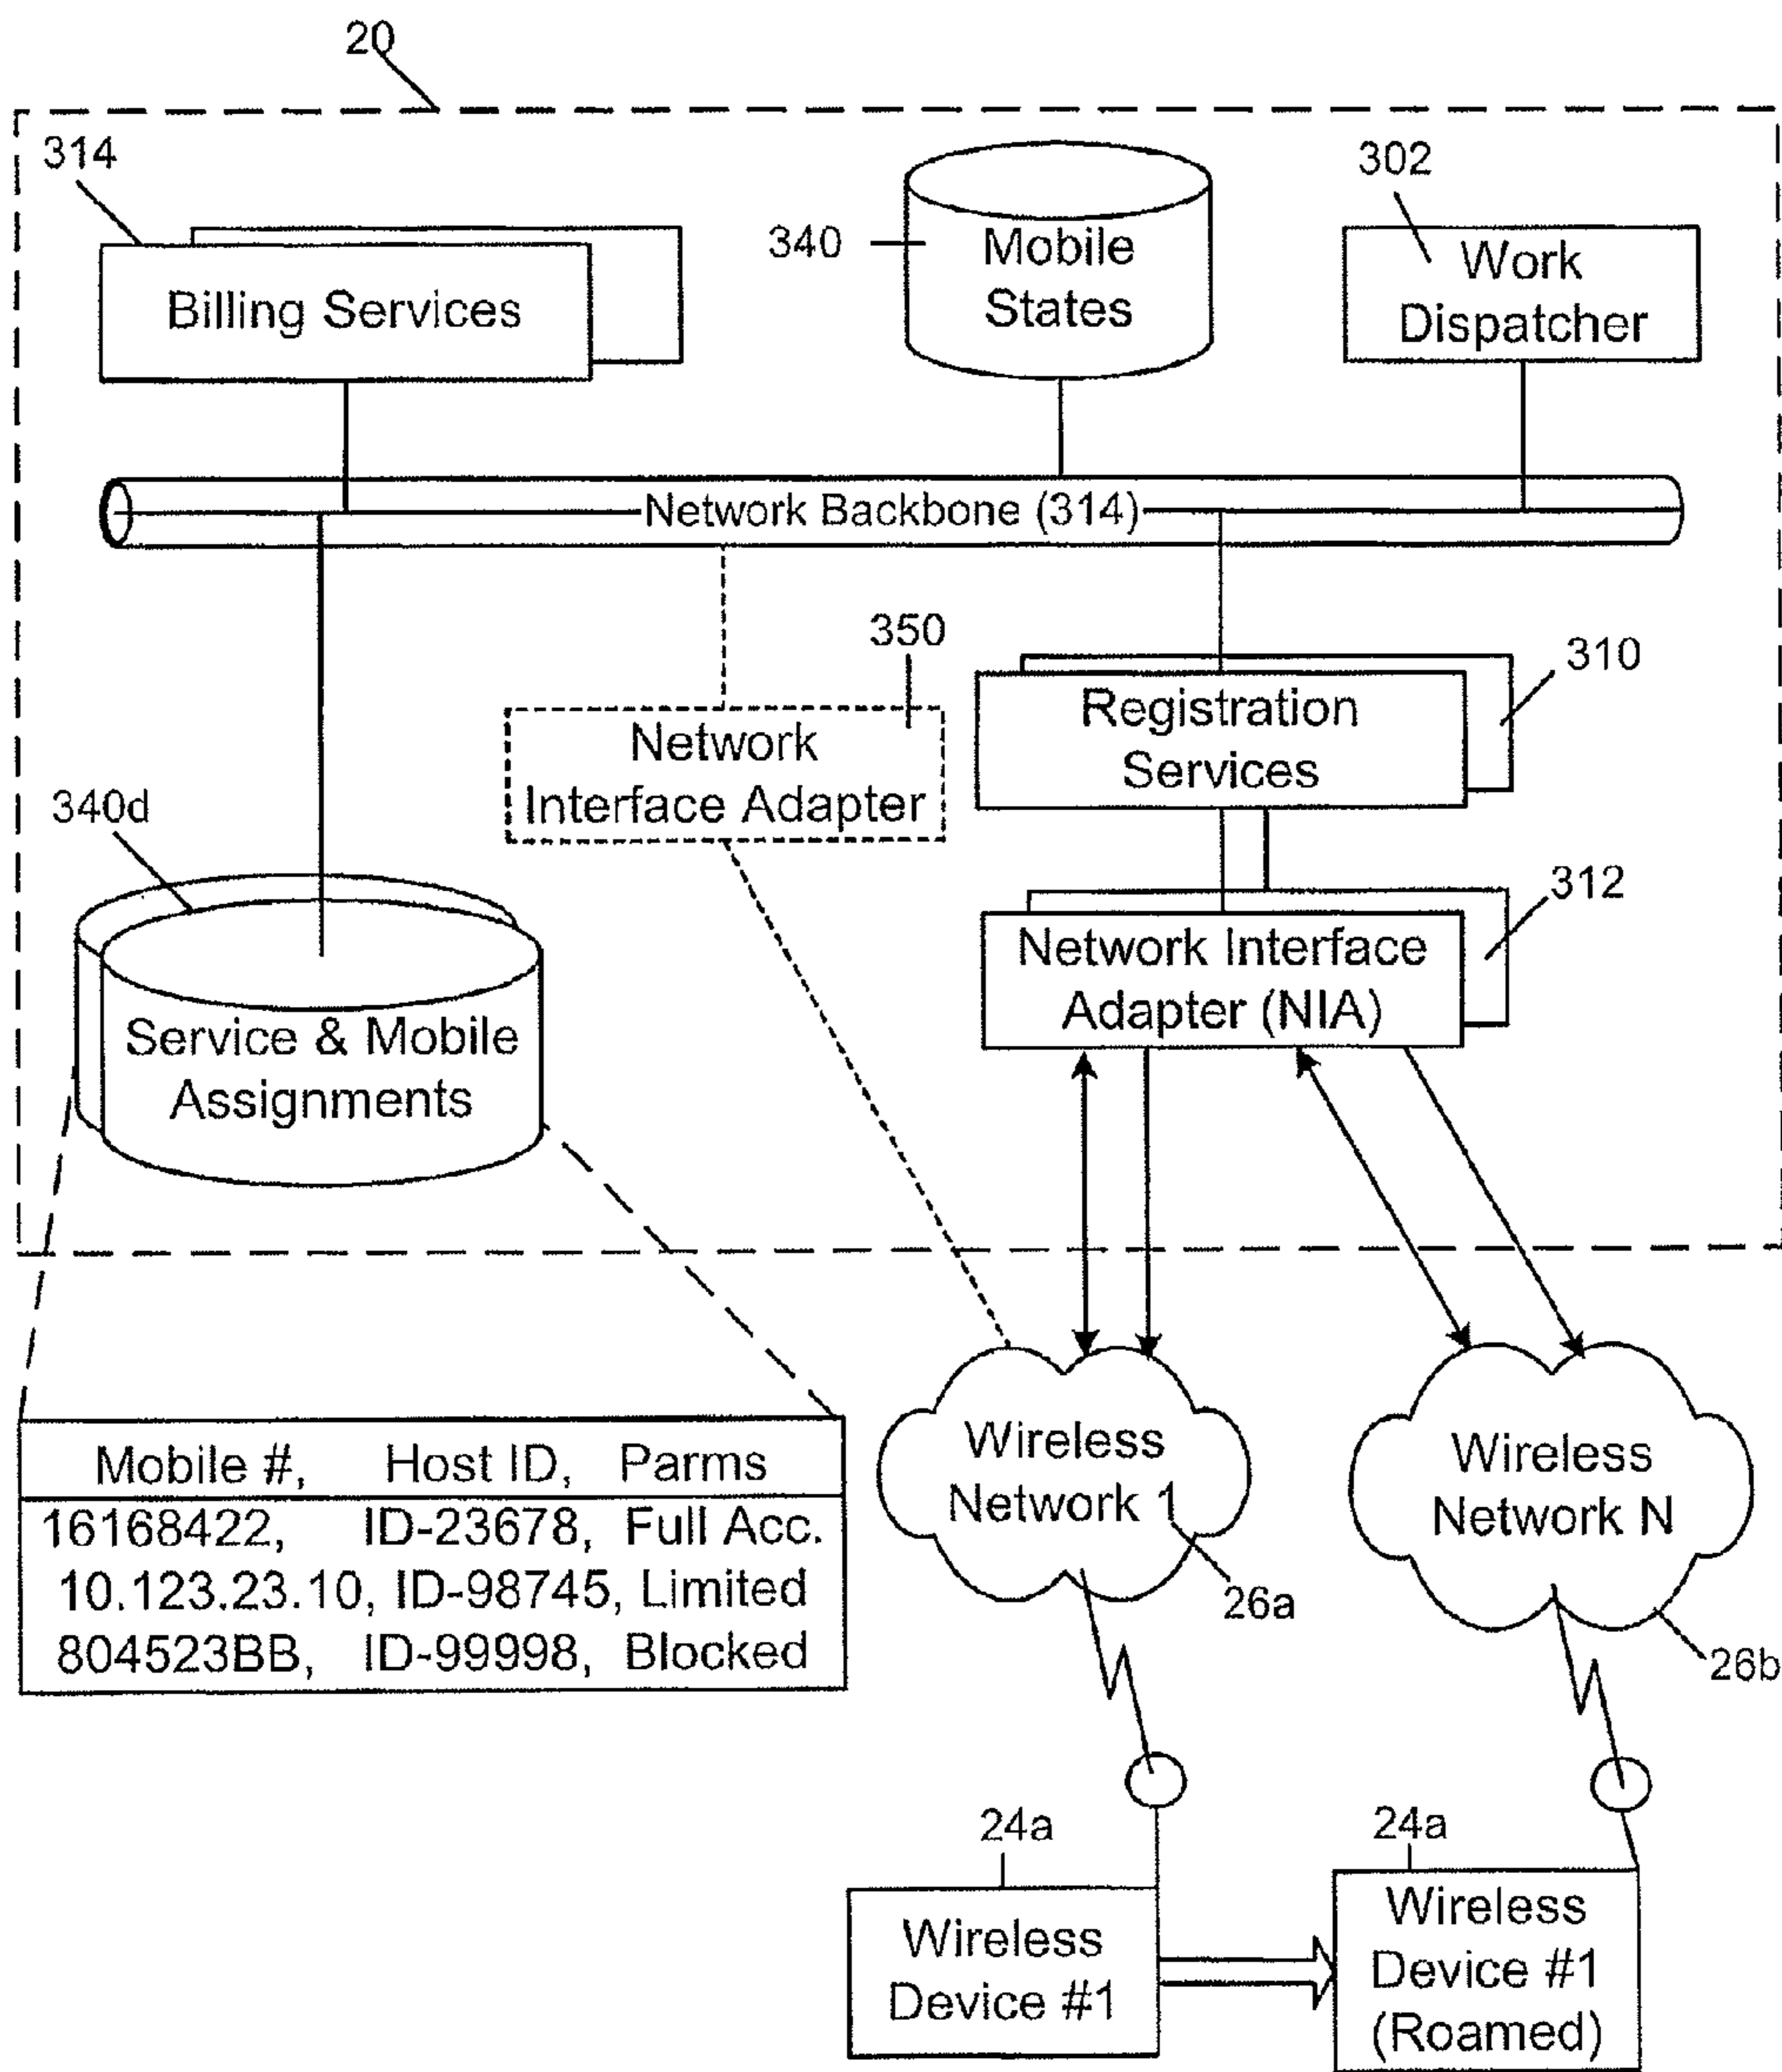 20
314
302
340
Mobile
States
Work
Dispatcher
Billing Services
Network Backbone (314)
350
310
Registration
Services
Network
Interface Adapter
340d
312
Network Interface
Adapter (NIA)
Service & Mobile
Assignments
Mobile #, Host ID, Parms
16168422, ID-23678, Full Acc.
10.123.23.10, ID-98745, Limited
804523BB, ID-99998, Blocked
Wireless
Network 1
26a
Wireless
Network N
26b
24a
Wireless
Device #1
24a
Wireless
Device #1
(Roamed)